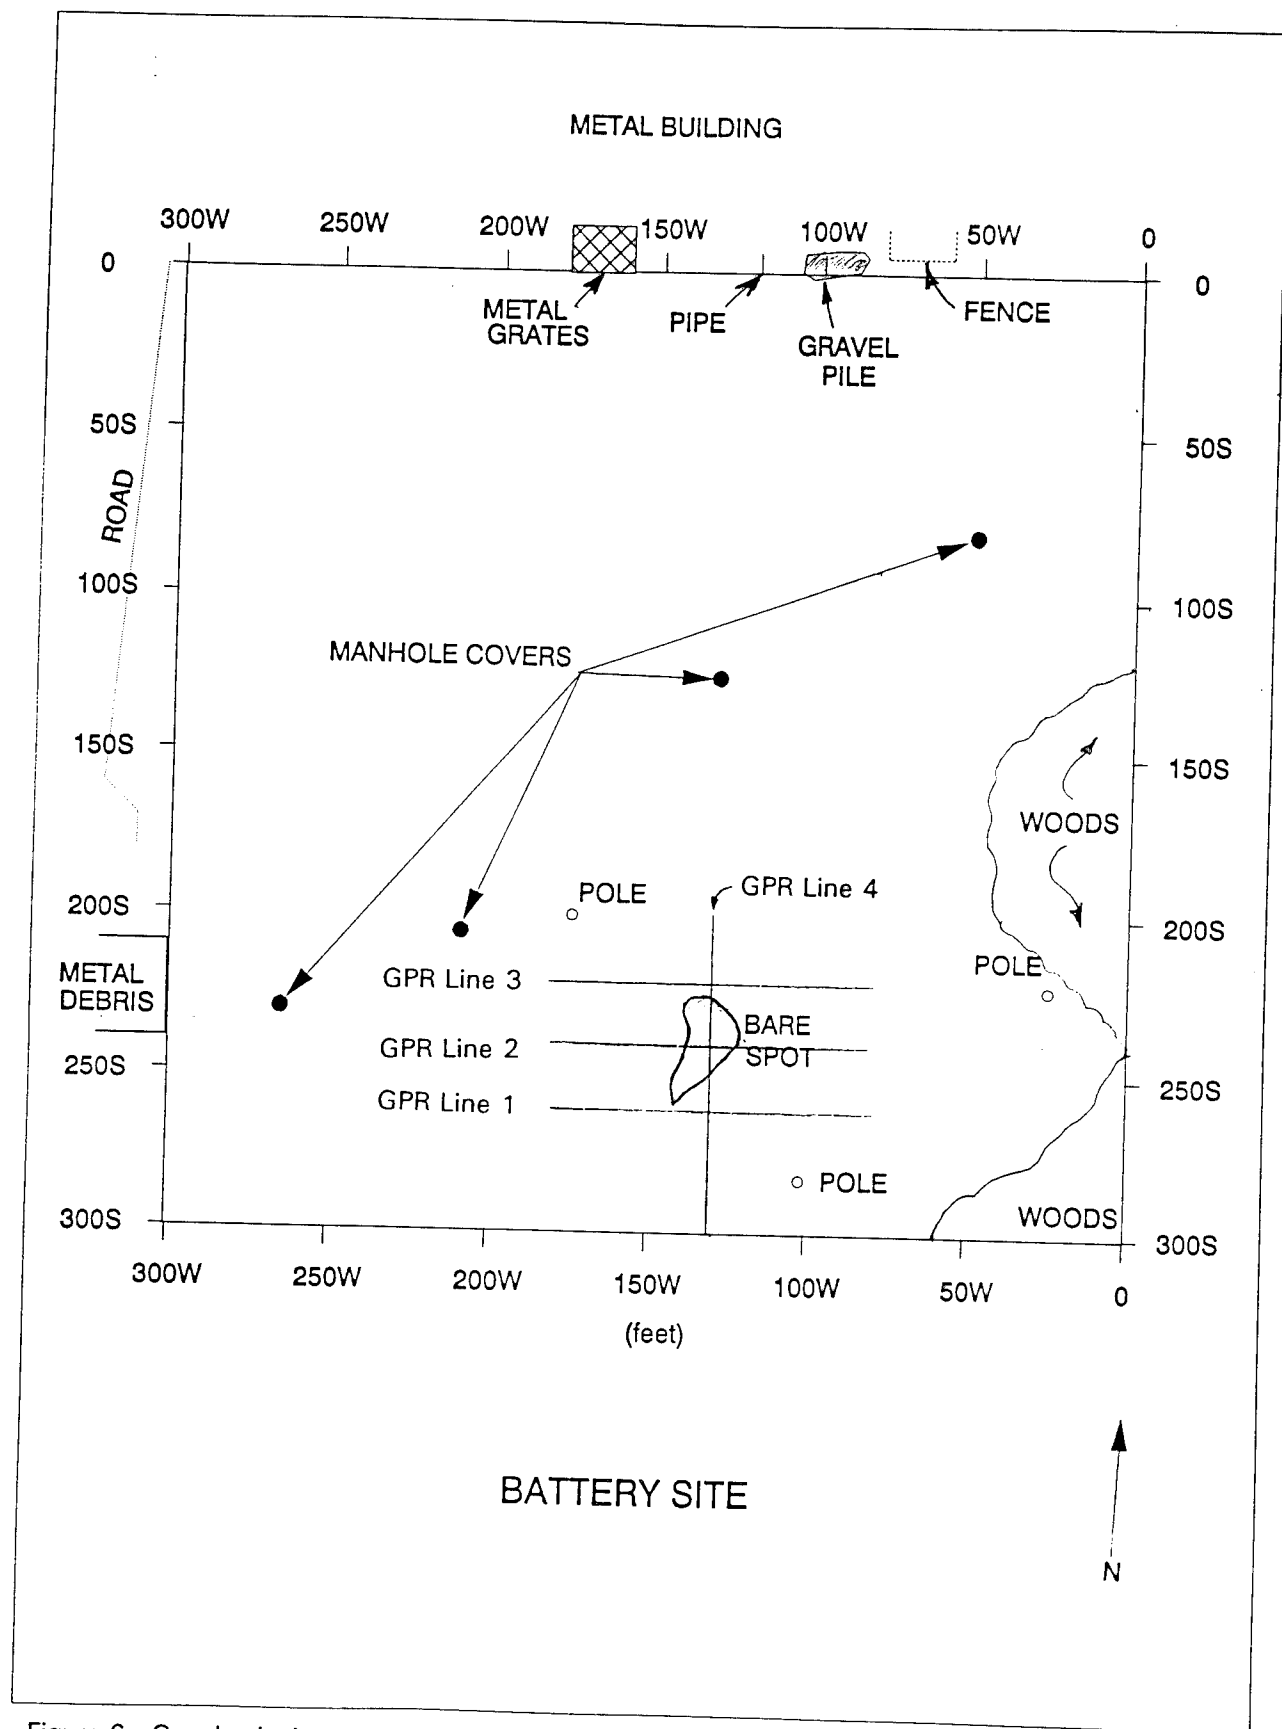 METAL BUILDING
300W 250W 200W 150W 100W 50W 0
0
0
METAL
GRATES
PIPE
GRAVEL
PILE
FENCE
50S
50S
ROAD
100S
100S
MANHOLE COVERS
150S
150S
WOODS
POLE
GPR Line 4
200S
200S
POLE
METAL
DEBRIS
GPR Line 3
BARE
SPOT
GPR Line 2
250S
250S
GPR Line 1
POLE
WOODS
300S
300S
300W 250W 200W 150W 100W 50W 0
(feet)
BATTERY SITE
N